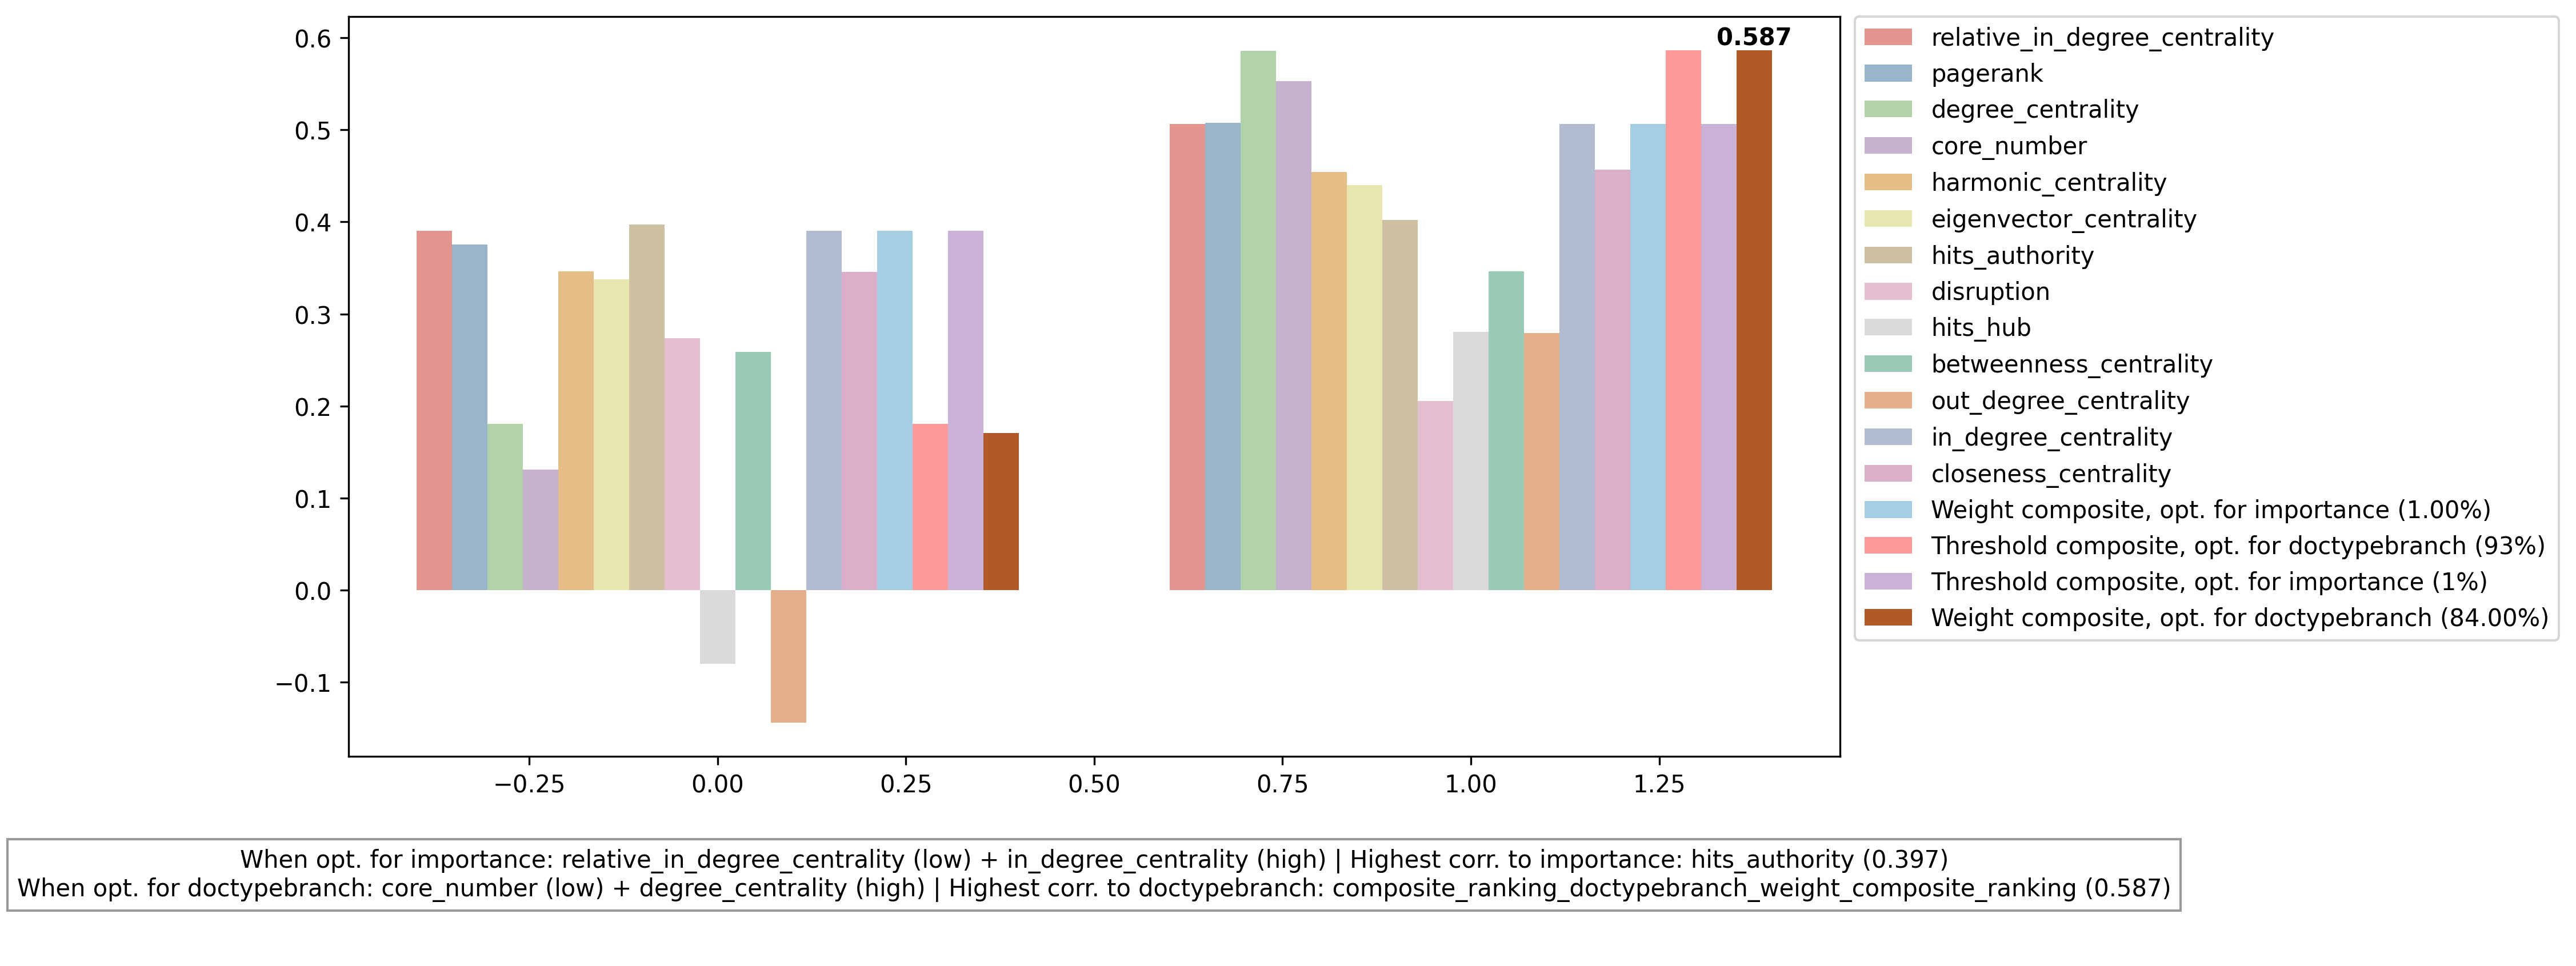 0.6
0.5
0.4
0.3
0.2
0.1
0.0
−0.1
−0.25
0.00
0.25
0.50
0.75
1.00
1.25
0.587
relative_in_degree_centrality
pagerank
degree_centrality
core_number
harmonic_centrality
eigenvector_centrality
hits_authority
disruption
hits_hub
betweenness_centrality
out_degree_centrality
in_degree_centrality
closeness_centrality
Weight composite, opt. for importance (1.00%)
Threshold composite, opt. for doctypebranch (93%)
Threshold composite, opt. for importance (1%)
Weight composite, opt. for doctypebranch (84.00%)
When opt. for importance: relative_in_degree_centrality (low) + in_degree_centrality (high) | Highest corr. to importance: hits_authority (0.397)
When opt. for doctypebranch: core_number (low) + degree_centrality (high) | Highest corr. to doctypebranch: composite_ranking_doctypebranch_weight_composite_ranking (0.587)